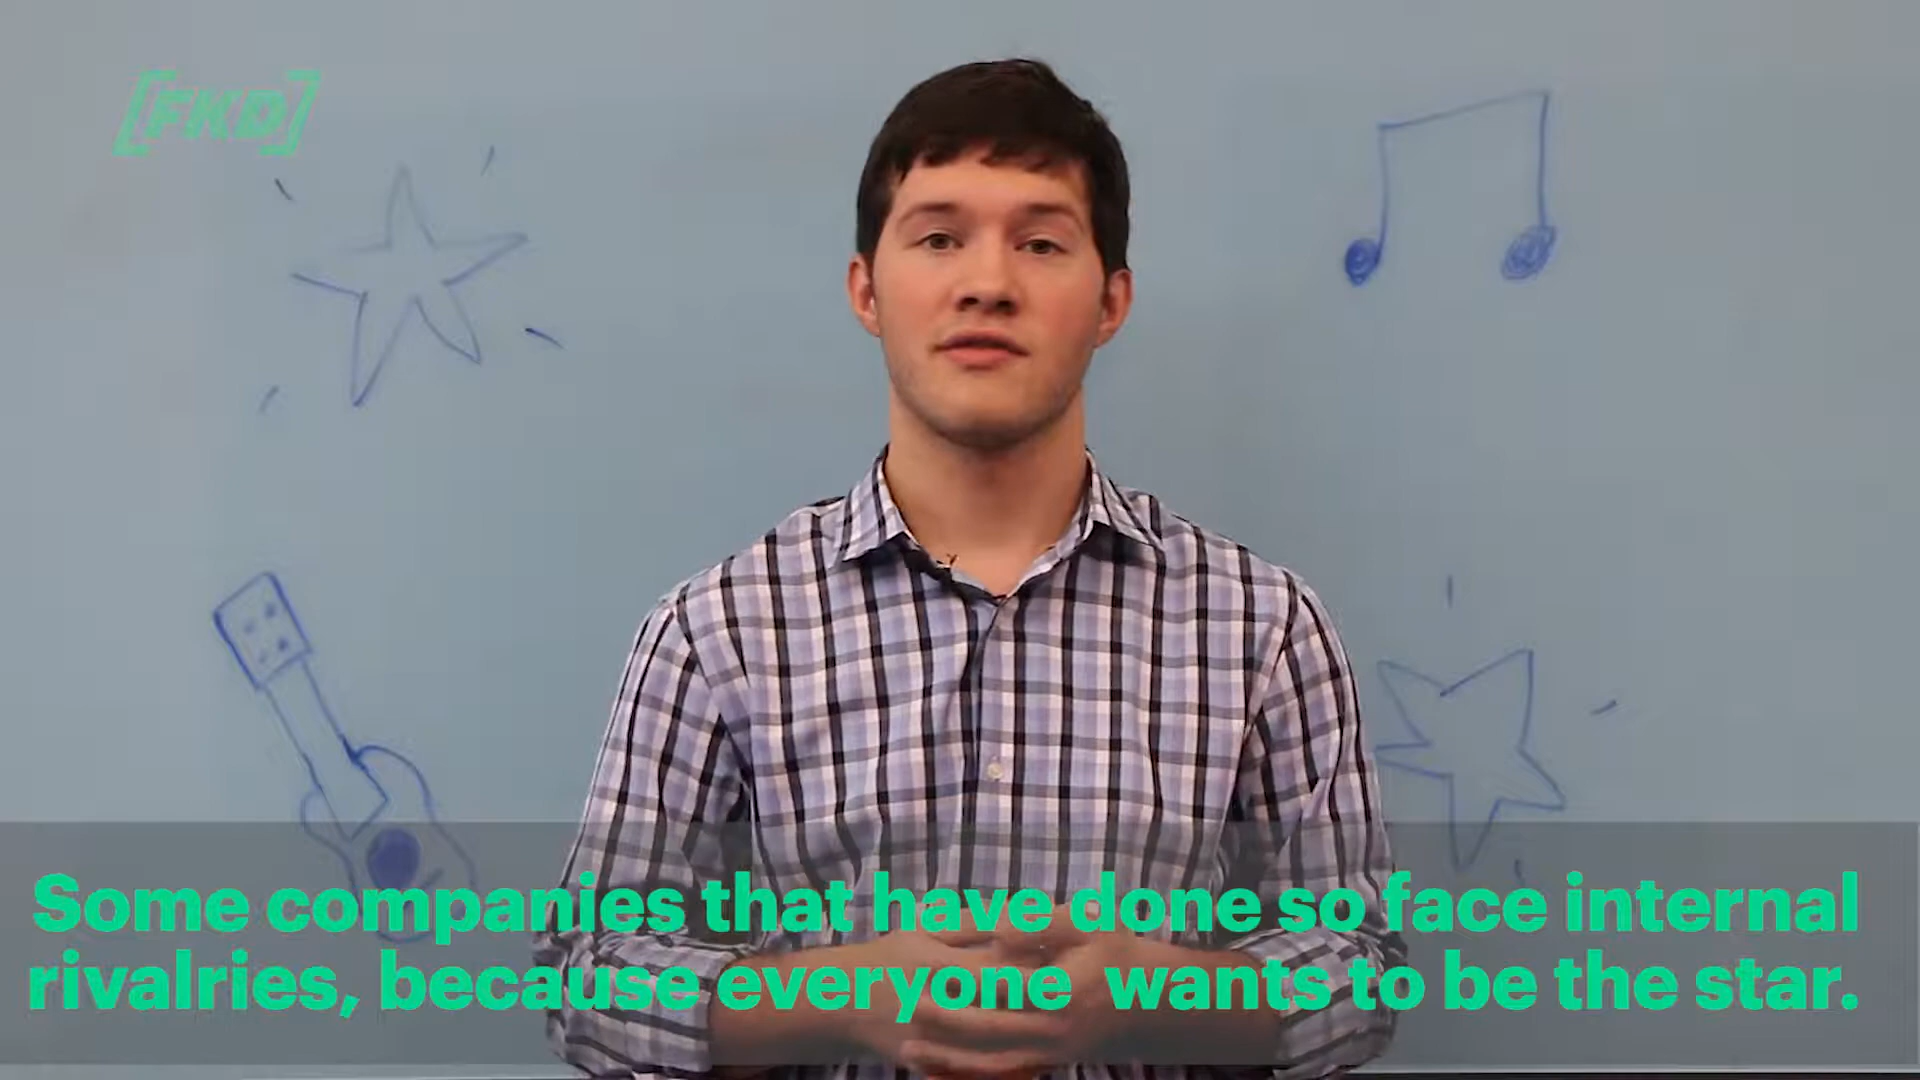 [FKD]
Some companies that have done so face internal
rivalries, because everyone wants to be the star.